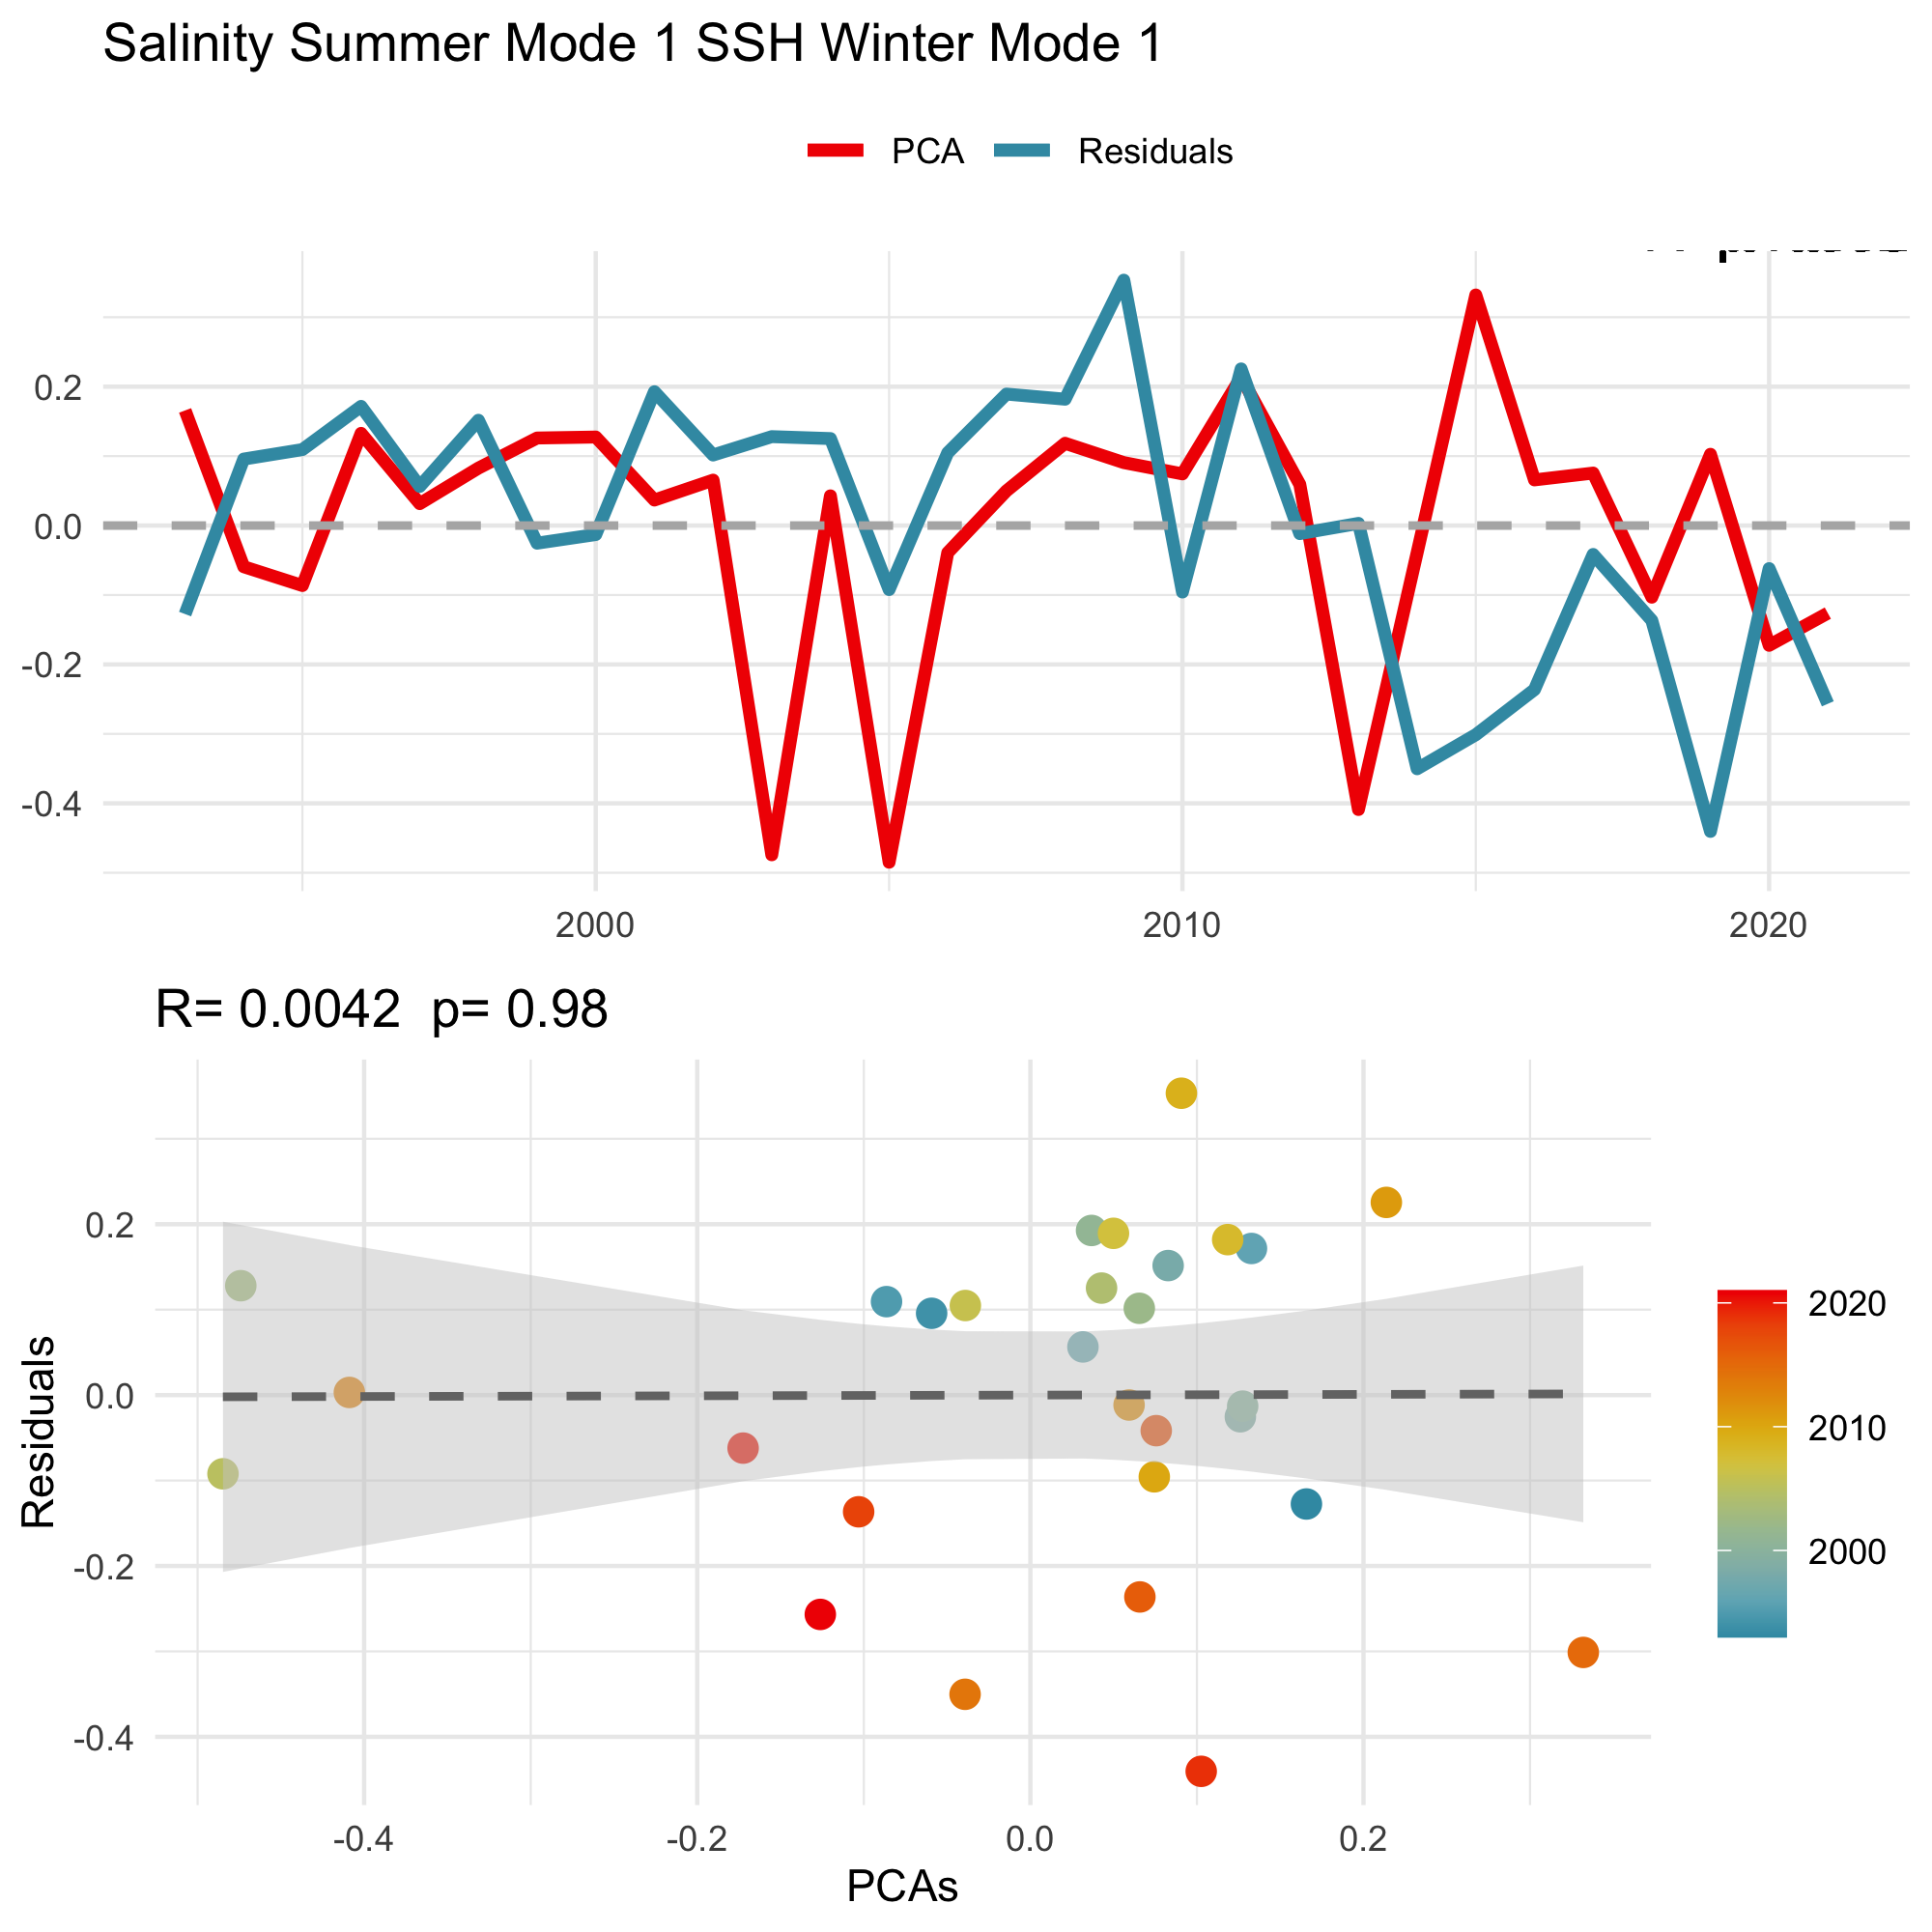 Salinity Summer Mode 1 SSH Winter Mode 1
PCA Residuals
0.2
0.0
-0.2
-0.4
2000 2010 2020
R= 0.0042 p= 0.98
Residuals
0.2
0.0
-0.2
-0.4
-0.4 -0.2 0.0 0.2
PCAs
2020
2010
2000